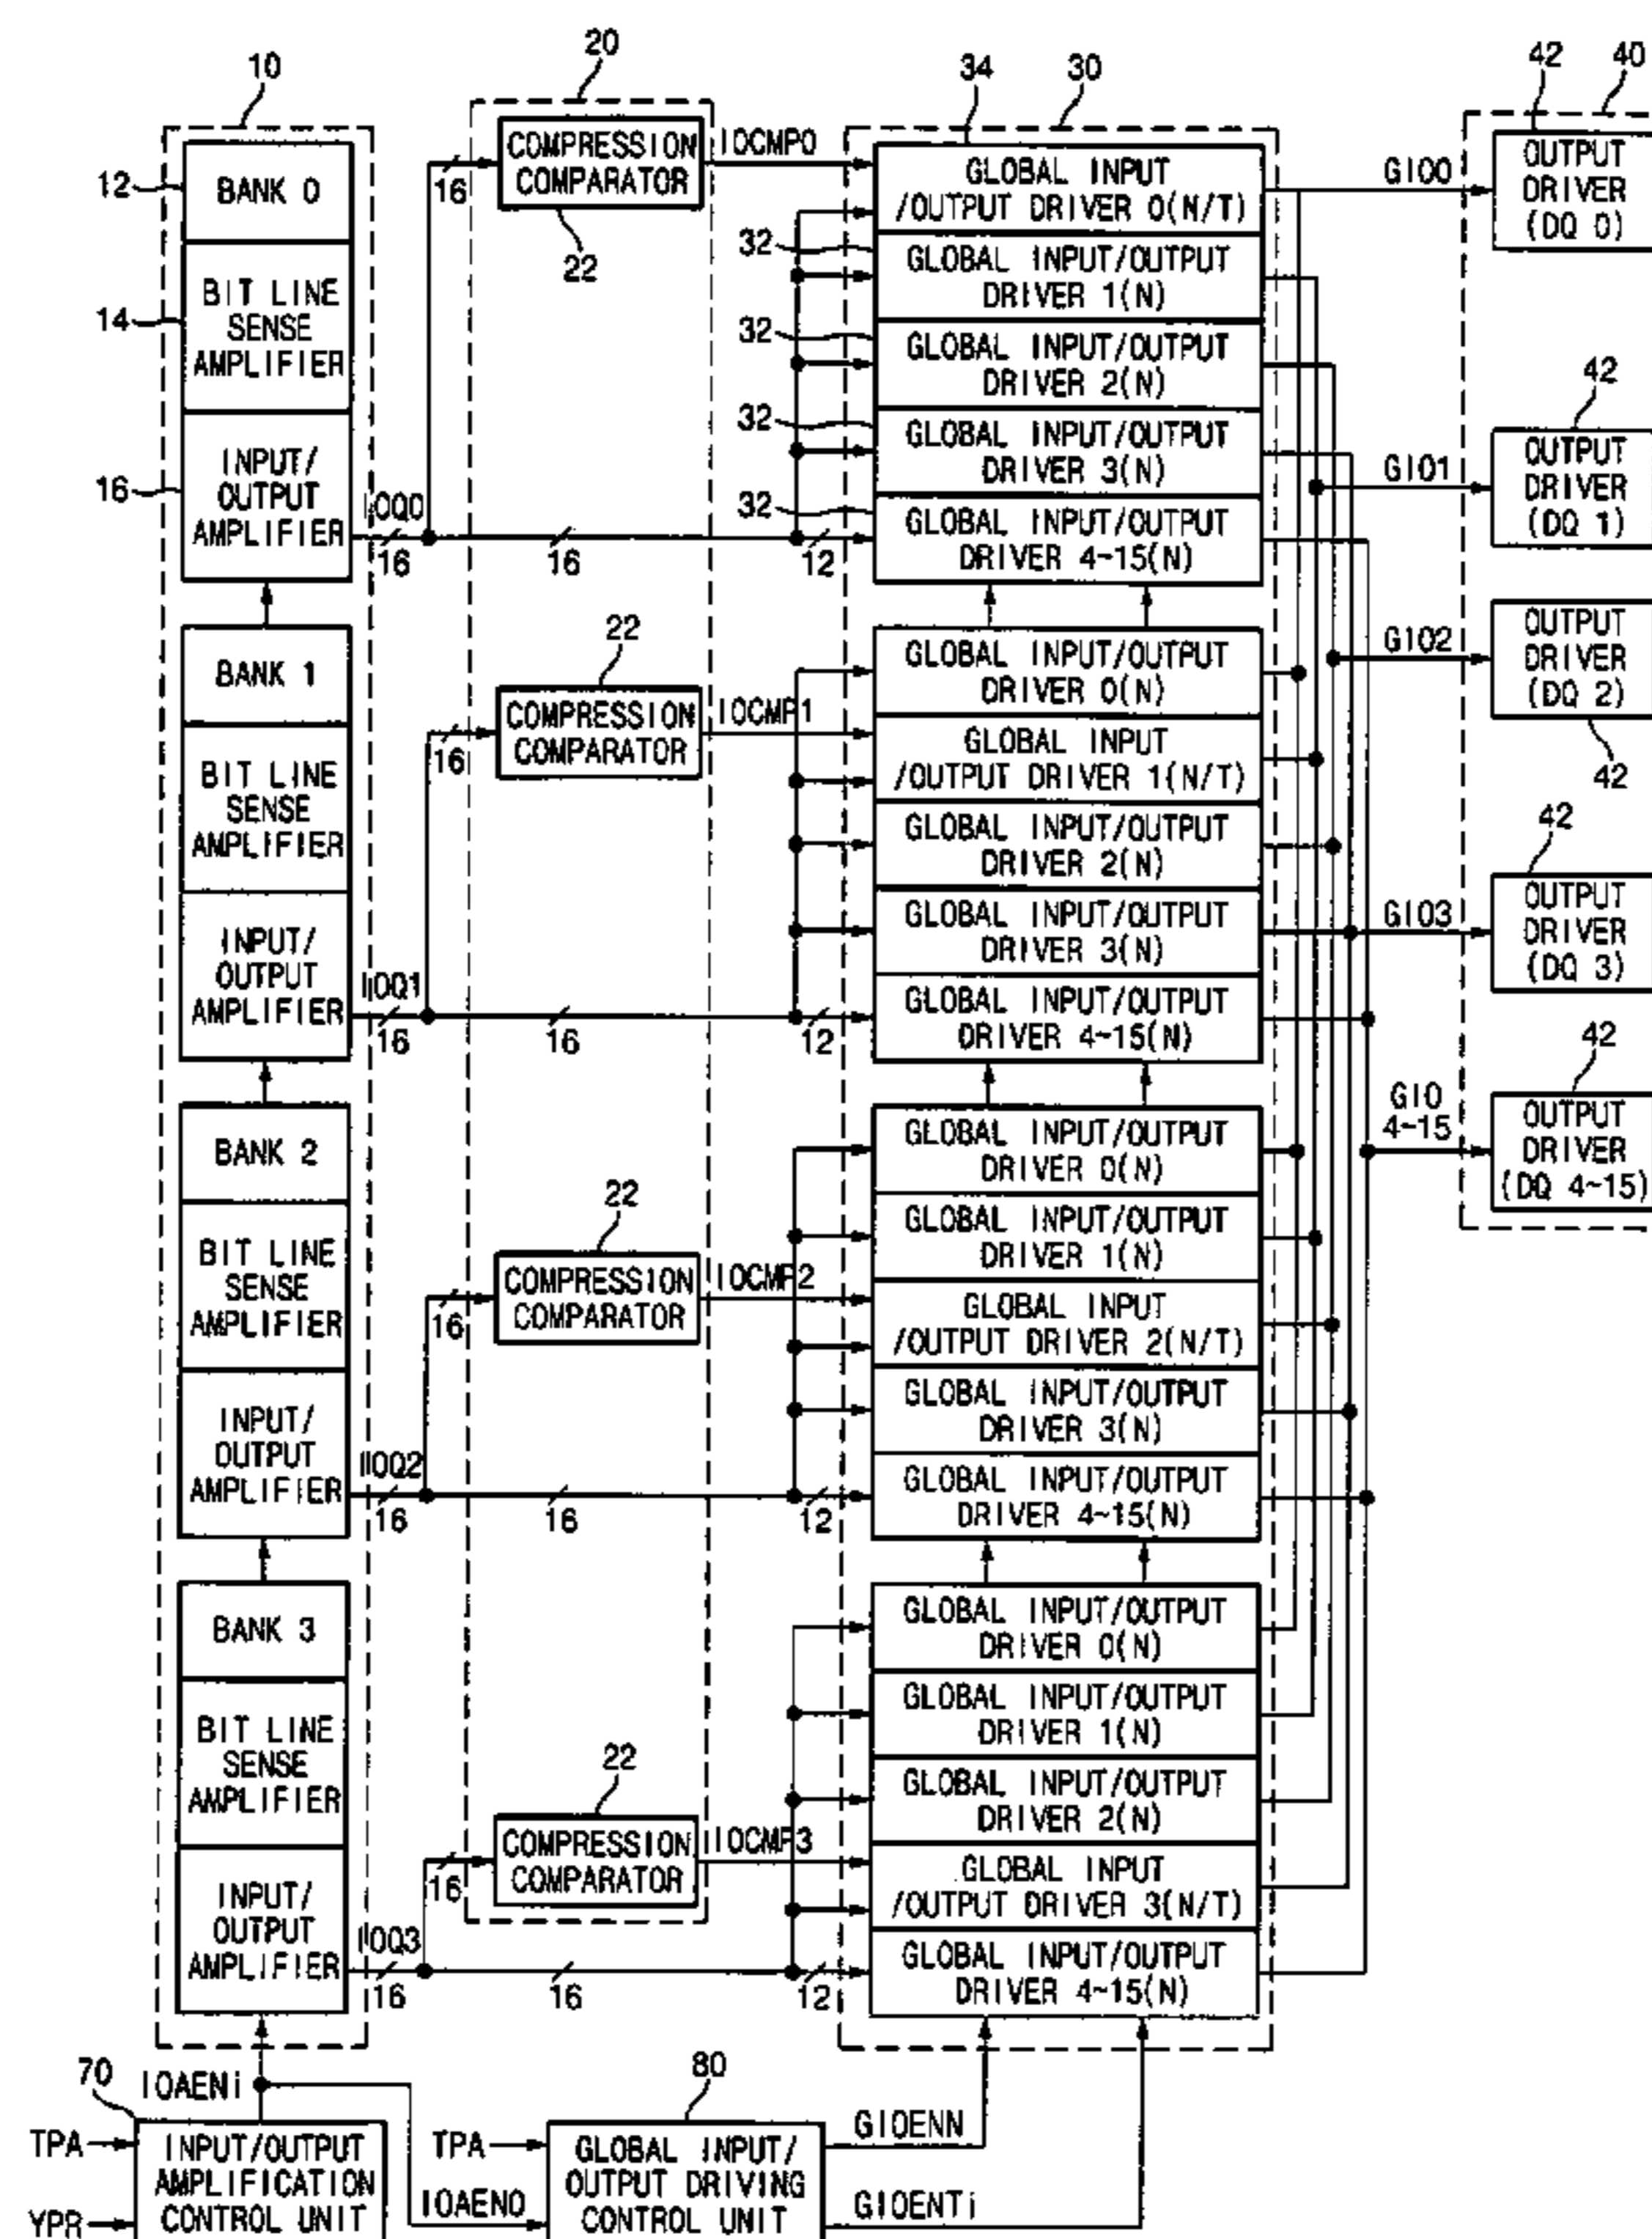 10
20
34
30
42
40
12
BANK 0
14
BIT LINE
SENSE
AMPLIFIER
16
INPUT/
OUTPUT
AMPLIFIER
IOQ0
16
16
16
COMPRESSION
COMPARATOR
22
IOCMP0
32
32
32
32
12
GLOBAL INPUT
/OUTPUT DRIVER 0(N/T)
GLOBAL INPUT/OUTPUT
DRIVER 1(N)
GLOBAL INPUT/OUTPUT
DRIVER 2(N)
GLOBAL INPUT/OUTPUT
DRIVER 3(N)
GLOBAL INPUT/OUTPUT
DRIVER 4~15(N)
GIO0
OUTPUT
DRIVER
(DQ 0)
42
GIO1
OUTPUT
DRIVER
(DQ 1)
GIO2
OUTPUT
DRIVER
(DQ 2)
42
BANK 1
BIT LINE
SENSE
AMPLIFIER
INPUT/
OUTPUT
AMPLIFIER
IOQ1
16
16
16
22
COMPRESSION
COMPARATOR
IOCMP1
12
GLOBAL INPUT/OUTPUT
DRIVER 0(N)
GLOBAL INPUT
/OUTPUT DRIVER 1(N/T)
GLOBAL INPUT/OUTPUT
DRIVER 2(N)
GLOBAL INPUT/OUTPUT
DRIVER 3(N)
GLOBAL INPUT/OUTPUT
DRIVER 4~15(N)
42
GIO3
OUTPUT
DRIVER
(DQ 3)
42
GIO
4~15
OUTPUT
DRIVER
(DQ 4~15)
BANK 2
BIT LINE
SENSE
AMPLIFIER
INPUT/
OUTPUT
AMPLIFIER
IOQ2
16
16
16
22
COMPRESSION
COMPARATOR
IOCMP2
12
GLOBAL INPUT/OUTPUT
DRIVER 0(N)
GLOBAL INPUT/OUTPUT
DRIVER 1(N)
GLOBAL INPUT
/OUTPUT DRIVER 2(N/T)
GLOBAL INPUT/OUTPUT
DRIVER 3(N)
GLOBAL INPUT/OUTPUT
DRIVER 4~15(N)
BANK 3
BIT LINE
SENSE
AMPLIFIER
INPUT/
OUTPUT
AMPLIFIER
IOQ3
16
16
16
22
COMPRESSION
COMPARATOR
IOCMP3
12
GLOBAL INPUT/OUTPUT
DRIVER 0(N)
GLOBAL INPUT/OUTPUT
DRIVER 1(N)
GLOBAL INPUT/OUTPUT
DRIVER 2(N)
GLOBAL INPUT
/OUTPUT DRIVER 3(N/T)
GLOBAL INPUT/OUTPUT
DRIVER 4~15(N)
70
IOAENi
TPA
YPR
INPUT/OUTPUT
AMPLIFICATION
CONTROL UNIT
80
TPA
IOAEN0
GLOBAL INPUT/
OUTPUT DRIVING
CONTROL UNIT
GIOENN
GIOENTi